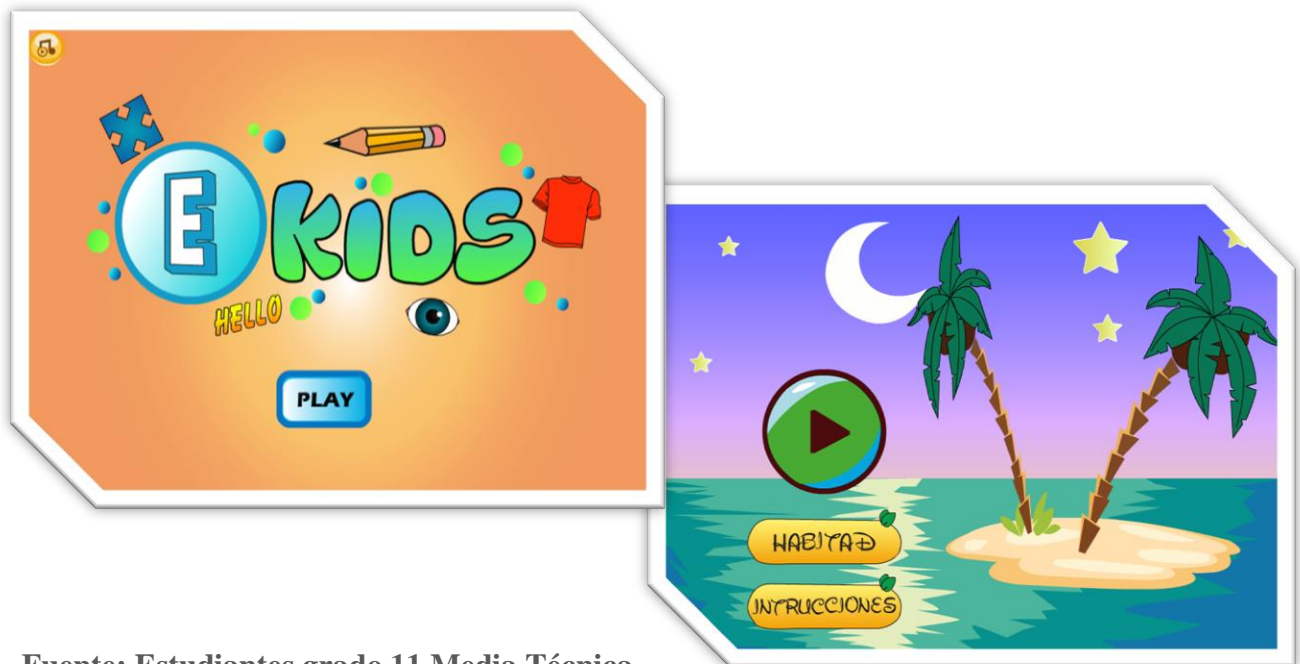 E KIDS
HELLO
PLAY
HABITAD
INTRUCCIONES
Fuente: Estudiantes grado 11 Media Técnica